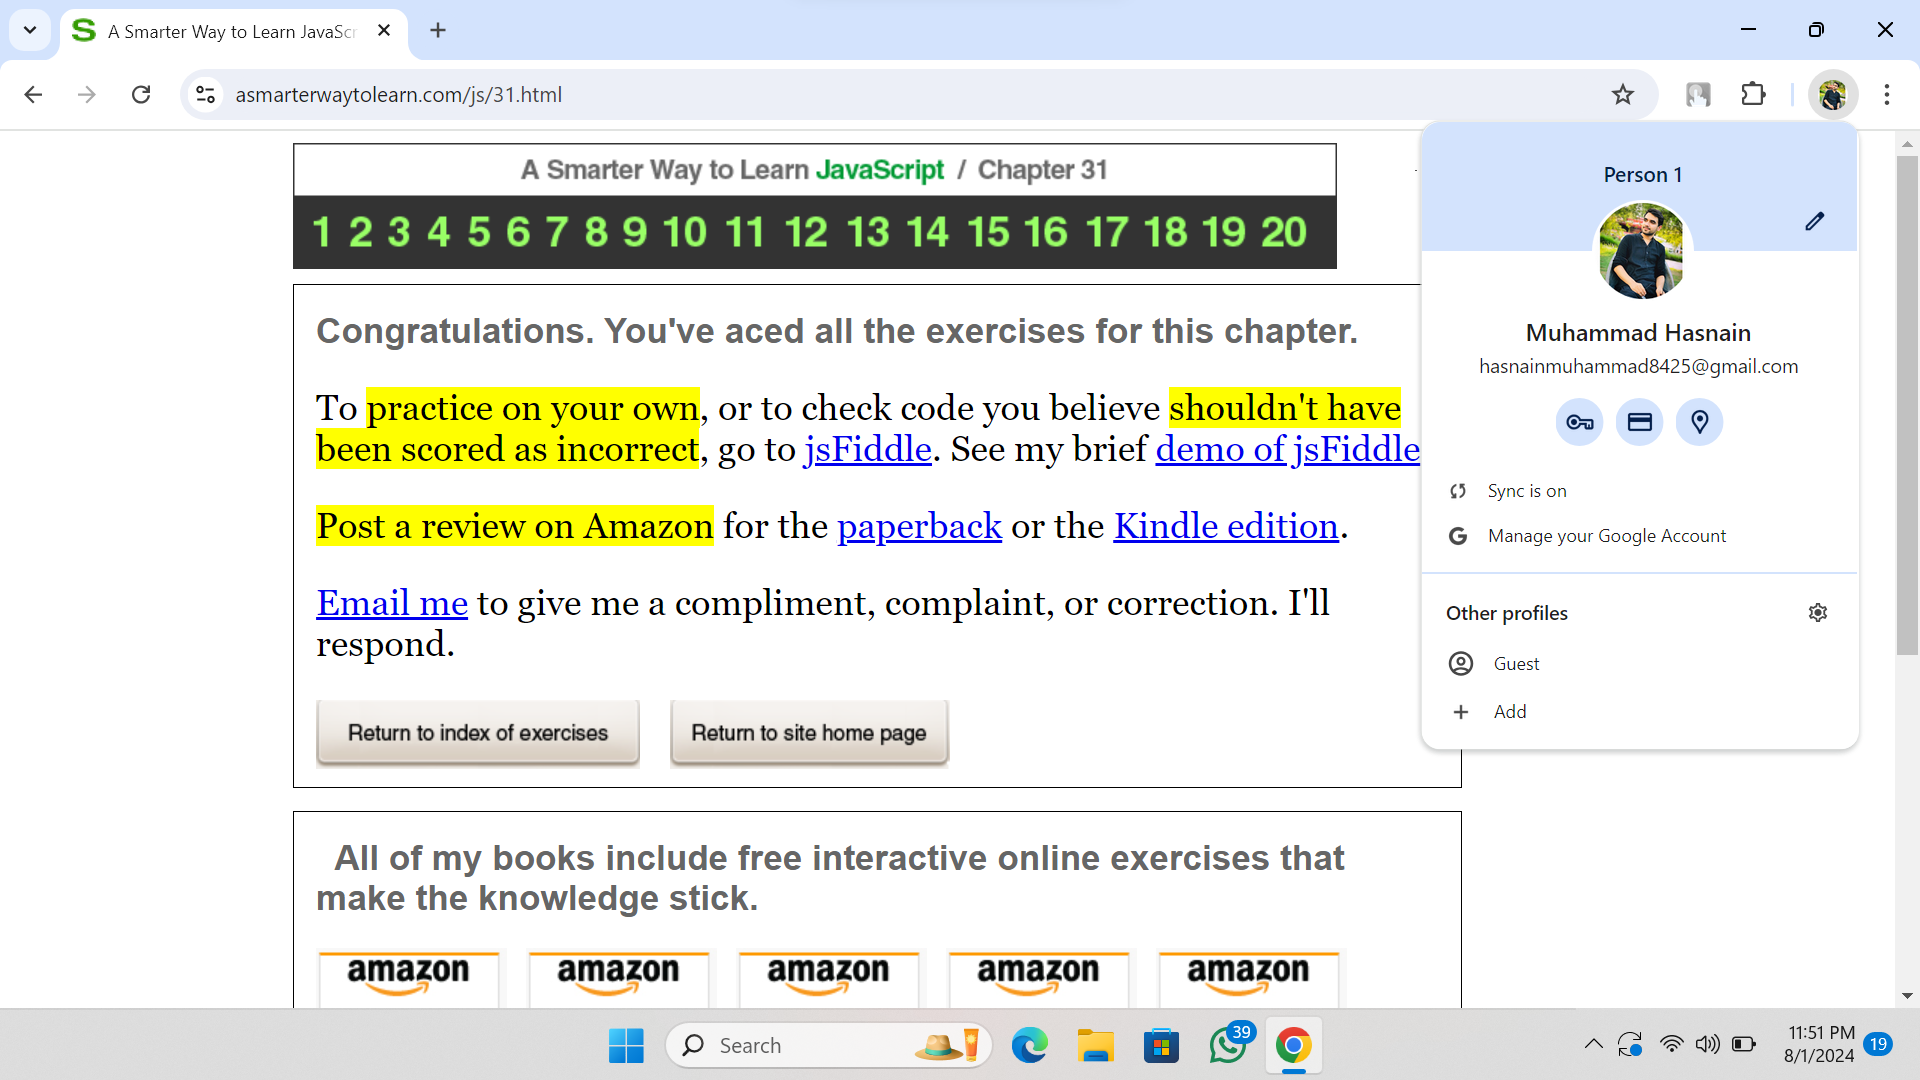 A Smarter Way to Learn JavaScr
asmarterwaytolearn.com/js/31.html
A Smarter Way to Learn JavaScript / Chapter 31
1 2 3 4 5 6 7 8 9 10 11 12 13 14 15 16 17 18 19 20
Congratulations. You've aced all the exercises for this chapter.
To practice on your own, or to check code you believe shouldn't have
been scored as incorrect, go to jsFiddle. See my brief demo of jsFiddle
Post a review on Amazon for the paperback or the Kindle edition.
Email me to give me a compliment, complaint, or correction. I'll
respond.
Return to index of exercises
Return to site home page
All of my books include free interactive online exercises that
make the knowledge stick.
amazon
amazon
amazon
amazon
amazon
Person 1
Muhammad Hasnain
hasnainmuhammad8425@gmail.com
Sync is on
Manage your Google Account
Other profiles
Guest
Add
Search
39
11:51 PM
8/1/2024
19